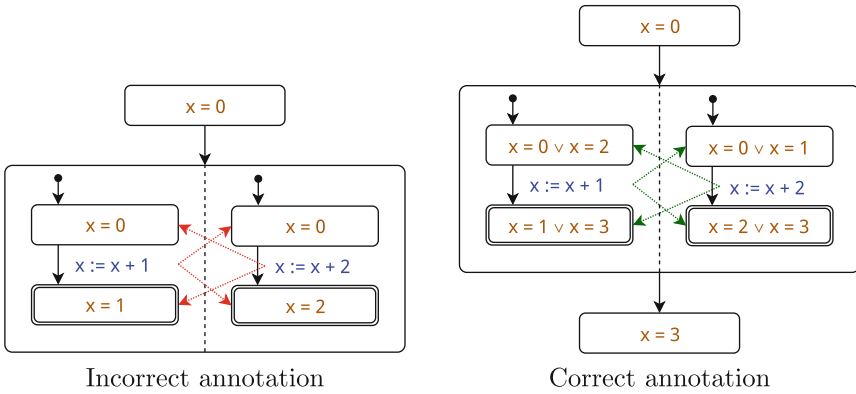 x = 0
x = 0
x = 0
x := x + 1
x := x + 2
x = 1
x = 2
Incorrect annotation
x = 0
x = 0 ∨ x = 2
x = 0 ∨ x = 1
x := x + 1
x := x + 2
x = 1 ∨ x = 3
x = 2 ∨ x = 3
x = 3
Correct annotation